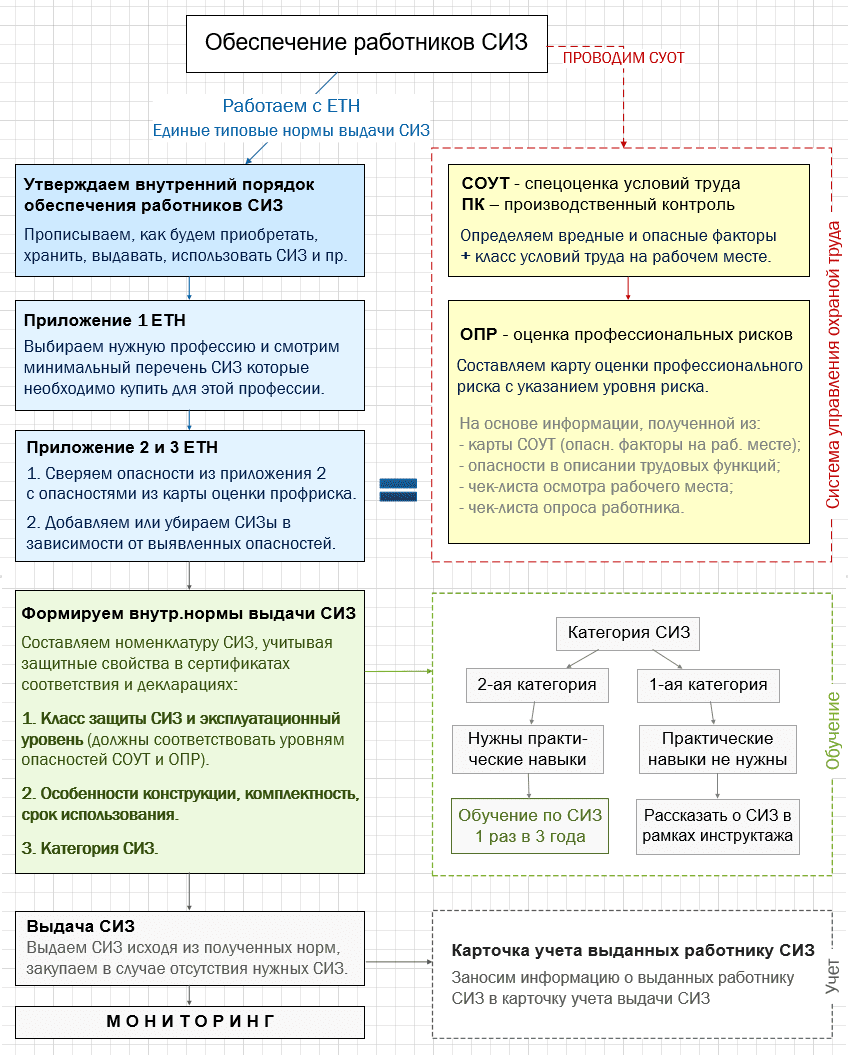 Обеспечение работников СИЗ
ПРОВОДИМ СУОТ
Работаем с ЕТН
Единые типовые нормы выдачи СИЗ
Утверждаем внутренний порядок
обеспечения работников СИЗ
Прописываем, как будем приобретать,
хранить, выдавать, использовать СИЗ и пр.
Приложение 1 ЕТН
Выбираем нужную профессию и смотрим
минимальный перечень СИЗ которые
необходимо купить для этой профессии.
Приложение 2 и 3 ЕТН
1. Сверяем опасности из приложения 2
с опасностями из карты оценки профриска.
2. Добавляем или убираем СИЗы в
зависимости от выявленных опасностей.
СОУТ - спецоценка условий труда
ПК – производственный контроль
Определяем вредные и опасные факторы
+ класс условий труда на рабочем месте.
ОПР - оценка профессиональных рисков
Составляем карту оценки профессионального
риска с указанием уровня риска.
На основе информации, полученной из:
- карты СОУТ (опасн. факторы на раб. месте);
- опасности в описании трудовых функций;
- чек-листа осмотра рабочего места;
- чек-листа опроса работника.
Система управления охраной труда
Формируем внутр.нормы выдачи СИЗ
Составляем номенклатуру СИЗ, учитывая
защитные свойства в сертификатах
соответствия и декларациях:
1. Класс защиты СИЗ и эксплуатационный
уровень (должны соответствовать уровням
опасностей СОУТ и ОПР).
2. Особенности конструкции, комплектность,
срок использования.
3. Категория СИЗ.
Категория СИЗ
2-ая категория
1-ая категория
Нужны практи-
ческие навыки
Практические
навыки не нужны
Обучение по СИЗ
1 раз в 3 года
Рассказать о СИЗ в
рамках инструктажа
Обучение
Выдача СИЗ
Выдаем СИЗ исходя из полученных норм,
закупаем в случае отсутствия нужных СИЗ.
МОНИТОРИНГ
Карточка учета выданных работнику СИЗ
Заносим информацию о выданных работнику
СИЗ в карточку учета выдачи СИЗ
Учет